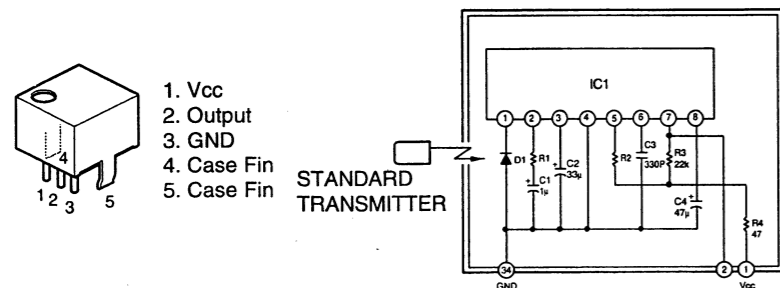 1. Vcc
2. Output
3. GND
4. Case Fin
5. Case Fin
4
1 2 3
5
STANDARD
TRANSMITTER
IC1
1 2 3 4 5 6 7 8
D1
R1
C1
1μ
C2
33μ
R2
C3
330P
R3
22k
C4
47μ
R4
47
34
2
1
GND
Vcc